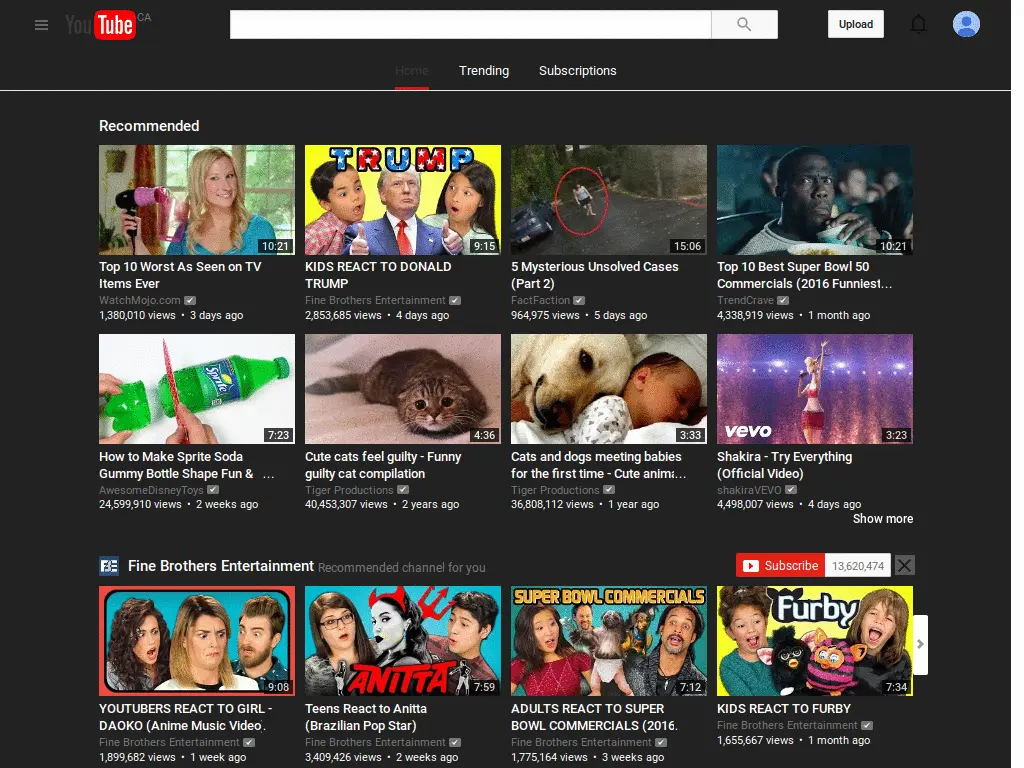 YouTube CA
Upload
Home Trending Subscriptions
Recommended
10:21
TRUMP
9:15
15:06
10:21
Top 10 Worst As Seen on TV
Items Ever
WatchMojo.com
1,380,010 views • 3 days ago
KIDS REACT TO DONALD
TRUMP
Fine Brothers Entertainment
2,853,685 views • 4 days ago
5 Mysterious Unsolved Cases
(Part 2)
FactFaction
964,975 views • 5 days ago
Top 10 Best Super Bowl 50
Commercials (2016 Funniest...
TrendCrave
4,338,919 views • 1 month ago
Sprite
7:23
4:36
3:33
vevo
3:23
How to Make Sprite Soda
Gummy Bottle Shape Fun & ...
AwesomeDisneyToys
24,599,910 views • 2 weeks ago
Cute cats feel guilty - Funny
guilty cat compilation
Tiger Productions
40,453,307 views • 2 years ago
Cats and dogs meeting babies
for the first time - Cute anima...
Tiger Productions
36,808,112 views • 1 year ago
Shakira - Try Everything
(Official Video)
shakiraVEVO
4,498,007 views • 4 days ago
Show more
FBE Fine Brothers Entertainment Recommended channel for you
Subscribe 13,620,474
9:08
ANITTA
7:59
SUPER BOWL COMMERCIALS
7:12
Furby
7:34
YOUTUBERS REACT TO GIRL -
DAOKO (Anime Music Video)
Fine Brothers Entertainment
1,899,682 views • 1 week ago
Teens React to Anitta
(Brazilian Pop Star)
Fine Brothers Entertainment
3,409,426 views • 2 weeks ago
ADULTS REACT TO SUPER
BOWL COMMERCIALS (2016
Fine Brothers Entertainment
1,775,164 views • 3 weeks ago
KIDS REACT TO FURBY
Fine Brothers Entertainment
1,655,667 views • 1 month ago